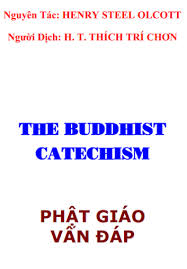 Nguyên Tác: HENRY STEEL OLCOTT
Người Dịch: H. T. THÍCH TRÍ CHƠN
THE BUDDHIST
CATECHISM
PHẬT GIÁO
VẤN ĐÁP